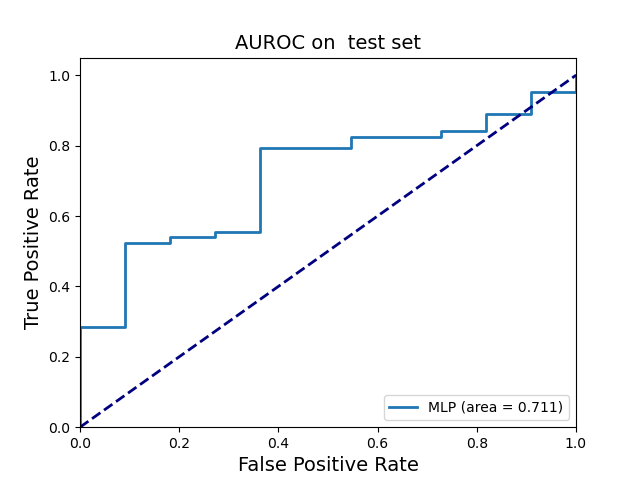 AUROC on  test set
True Positive Rate
1.0
0.8
0.6
0.4
0.2
0.0
0.0 0.2 0.4 0.6 0.8 1.0
False Positive Rate
MLP (area = 0.711)